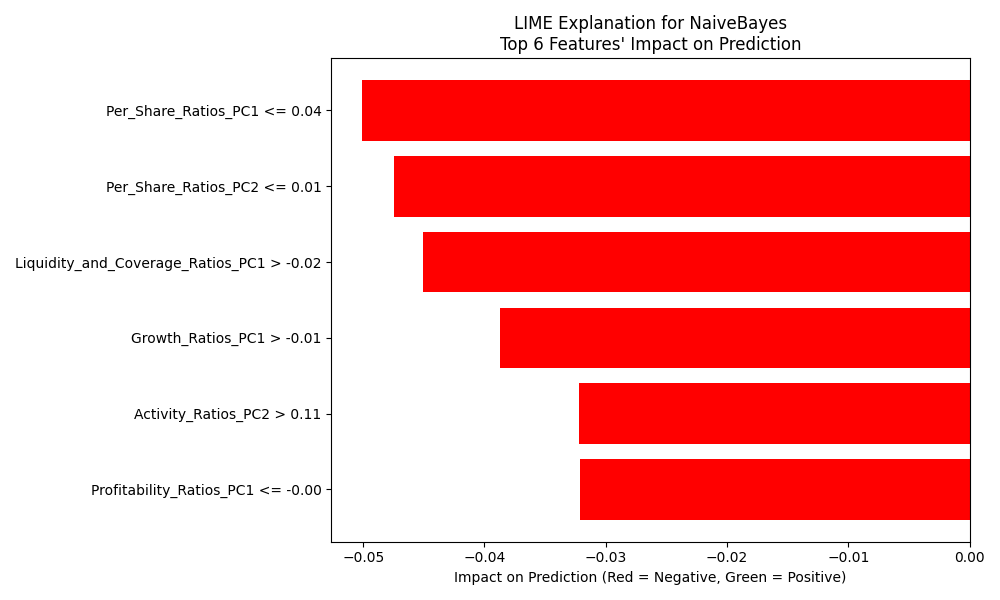 LIME Explanation for NaiveBayes
Top 6 Features' Impact on Prediction
Per_Share_Ratios_PC1 <= 0.04
Per_Share_Ratios_PC2 <= 0.01
Liquidity_and_Coverage_Ratios_PC1 > -0.02
Growth_Ratios_PC1 > -0.01
Activity_Ratios_PC2 > 0.11
Profitability_Ratios_PC1 <= -0.00
−0.05 −0.04 −0.03 −0.02 −0.01 0.00
Impact on Prediction (Red = Negative, Green = Positive)